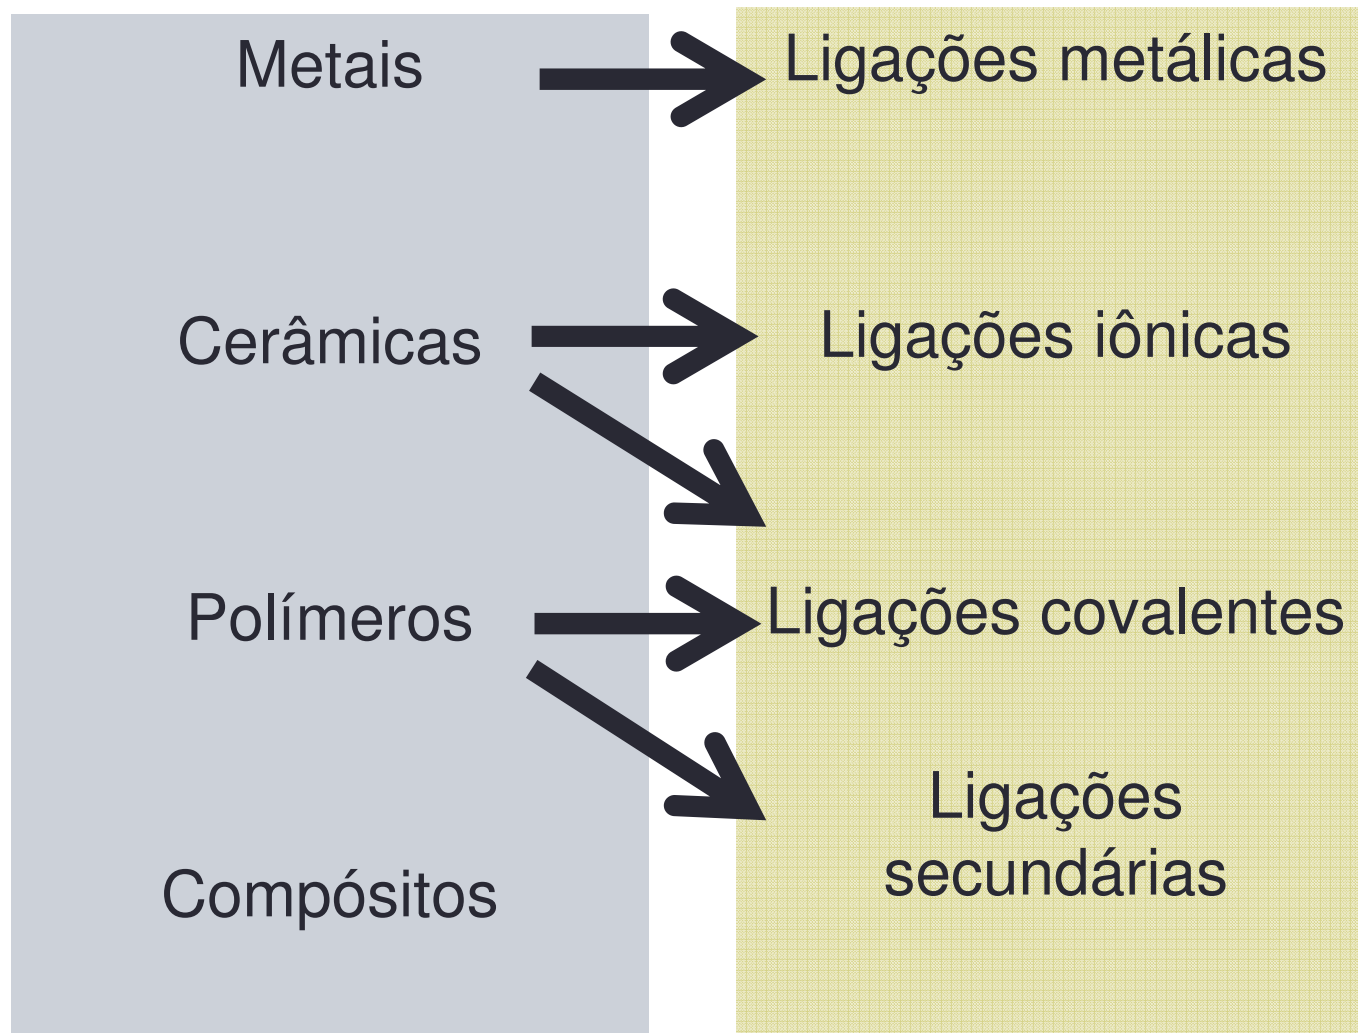 Metais
Ligações metálicas
Cerâmicas
Ligações iônicas
Polímeros
Ligações covalentes
Compósitos
Ligações
secundárias